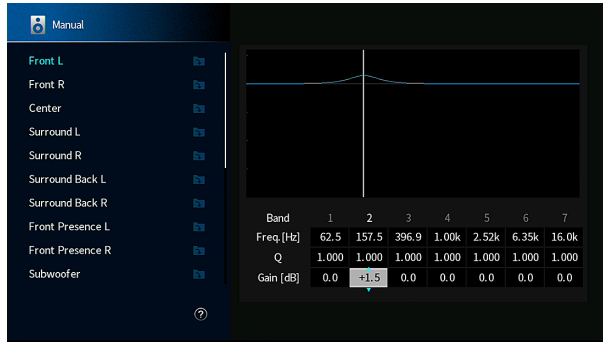 Manual
Front L
Front R
Center
Surround L
Surround R
Surround Back L
Surround Back R
Front Presence L
Front Presence R
Subwoofer
?
Band 1 2 3 4 5 6 7
Freq.[Hz] 62.5 157.5 396.9 1.00k 2.52k 6.35k 16.0k
Q 1.000 1.000 1.000 1.000 1.000 1.000 1.000
Gain [dB] 0.0 +1.5 0.0 0.0 0.0 0.0 0.0